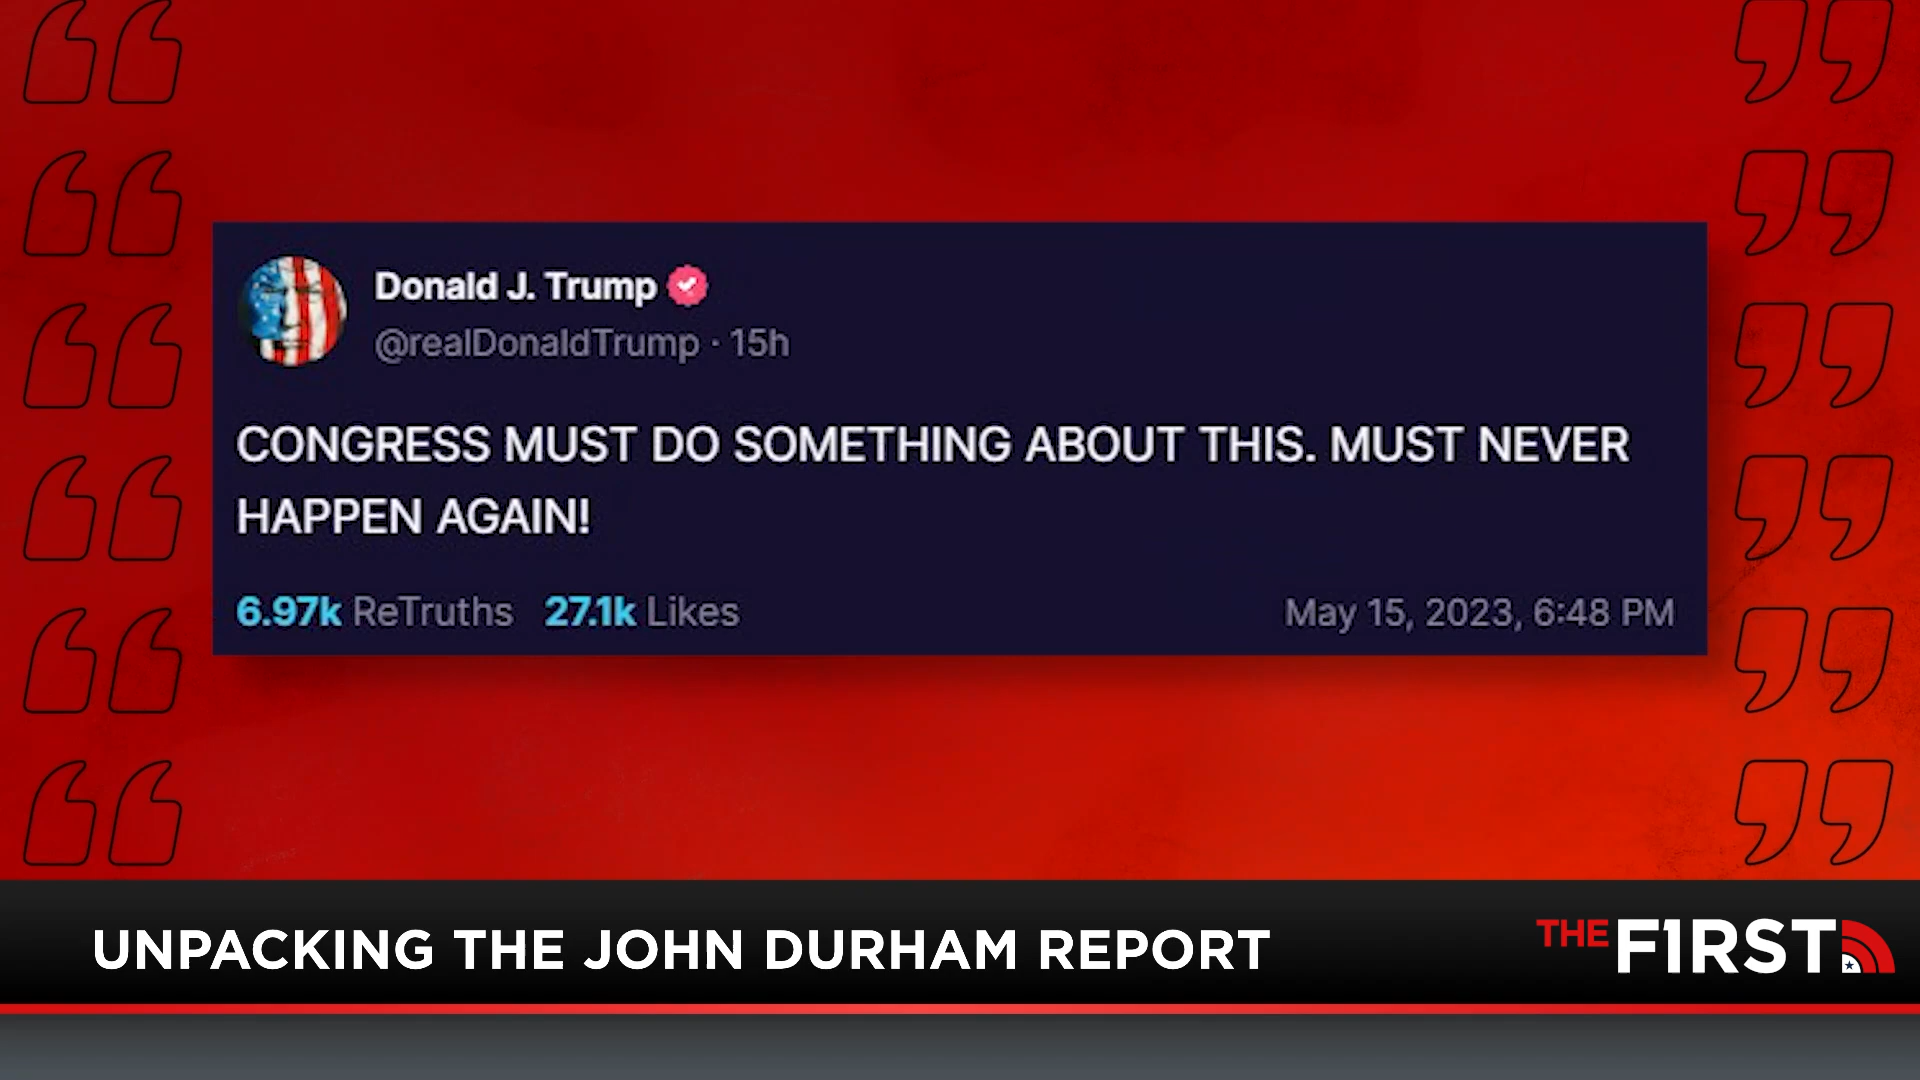 Donald J. Trump
@realDonaldTrump · 15h
CONGRESS MUST DO SOMETHING ABOUT THIS. MUST NEVER
HAPPEN AGAIN!
6.97k ReTruths 27.1k Likes
May 15, 2023, 6:48 PM
UNPACKING THE JOHN DURHAM REPORT
THE F1RST